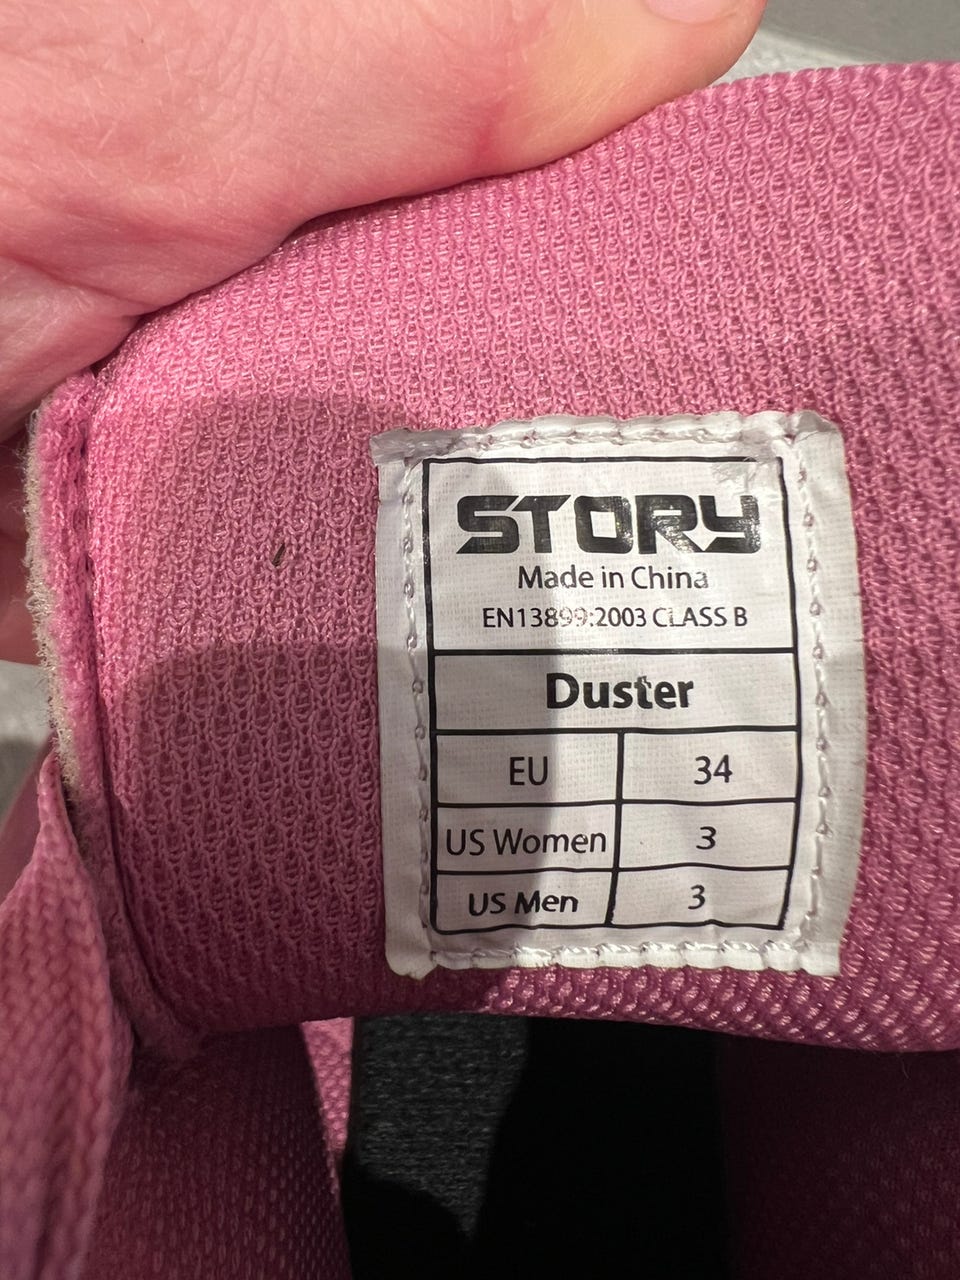 STORY
Made in China
EN13899:2003 CLASS B
Duster
EU 34
US Women 3
US Men 3